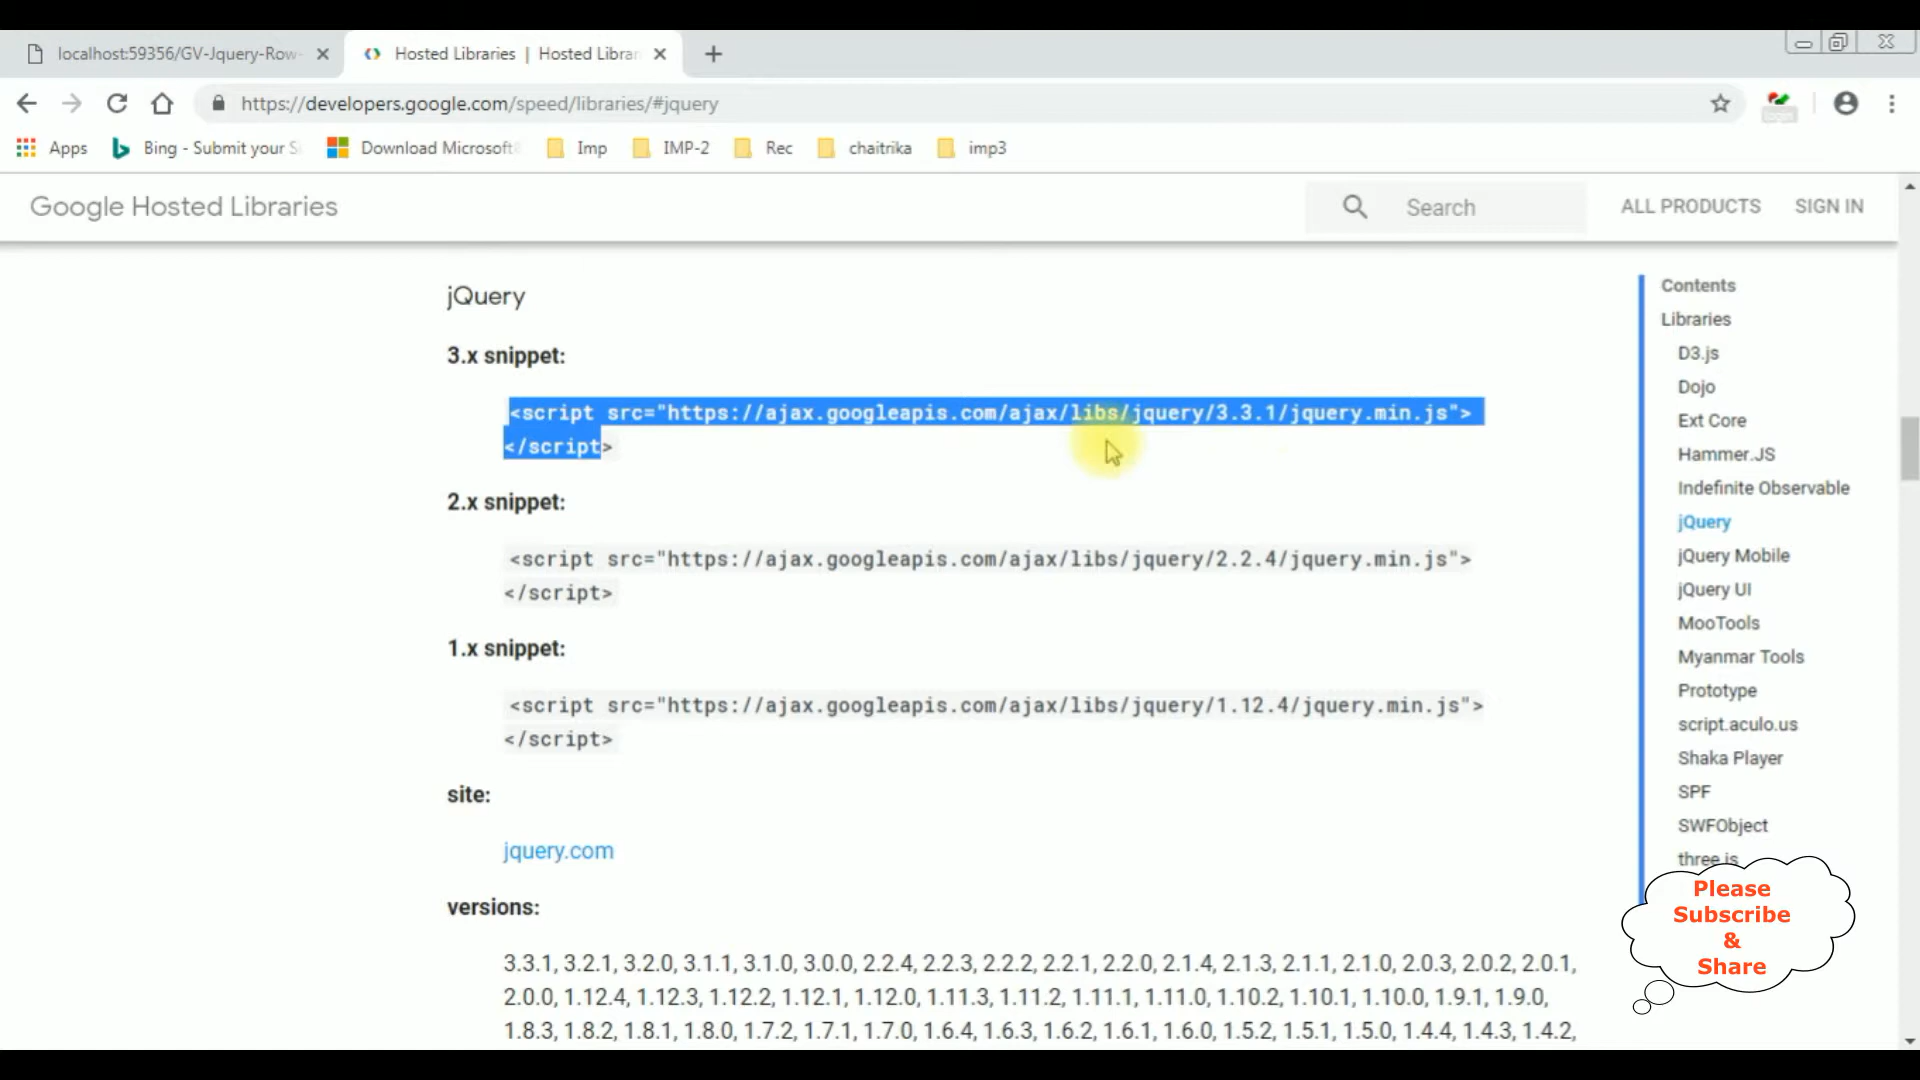 localhost:59356/GV-Jquery-Row-
Hosted Libraries | Hosted Librar
https://developers.google.com/speed/libraries/#jquery
Apps
Bing - Submit your S
Download Microsoft
Imp
IMP-2
Rec
chaitrika
imp3
Google Hosted Libraries
Search
ALL PRODUCTS
SIGN IN
jQuery
3.x snippet:
<script src="https://ajax.googleapis.com/ajax/libs/jquery/3.3.1/jquery.min.js">
</script>
2.x snippet:
<script src="https://ajax.googleapis.com/ajax/libs/jquery/2.2.4/jquery.min.js">
</script>
1.x snippet:
<script src="https://ajax.googleapis.com/ajax/libs/jquery/1.12.4/jquery.min.js">
</script>
site:
jquery.com
versions:
3.3.1, 3.2.1, 3.2.0, 3.1.1, 3.1.0, 3.0.0, 2.2.4, 2.2.3, 2.2.2, 2.2.1, 2.2.0, 2.1.4, 2.1.3, 2.1.1, 2.1.0, 2.0.3, 2.0.2, 2.0.1,
2.0.0, 1.12.4, 1.12.3, 1.12.2, 1.12.1, 1.12.0, 1.11.3, 1.11.2, 1.11.1, 1.11.0, 1.10.2, 1.10.1, 1.10.0, 1.9.1, 1.9.0,
1.8.3, 1.8.2, 1.8.1, 1.8.0, 1.7.2, 1.7.1, 1.7.0, 1.6.4, 1.6.3, 1.6.2, 1.6.1, 1.6.0, 1.5.2, 1.5.1, 1.5.0, 1.4.4, 1.4.3, 1.4.2,
Contents
Libraries
D3.js
Dojo
Ext Core
Hammer.JS
Indefinite Observable
jQuery
jQuery Mobile
jQuery UI
MooTools
Myanmar Tools
Prototype
script.aculo.us
Shaka Player
SPF
SWFObject
three.js
Please
Subscribe
&
Share